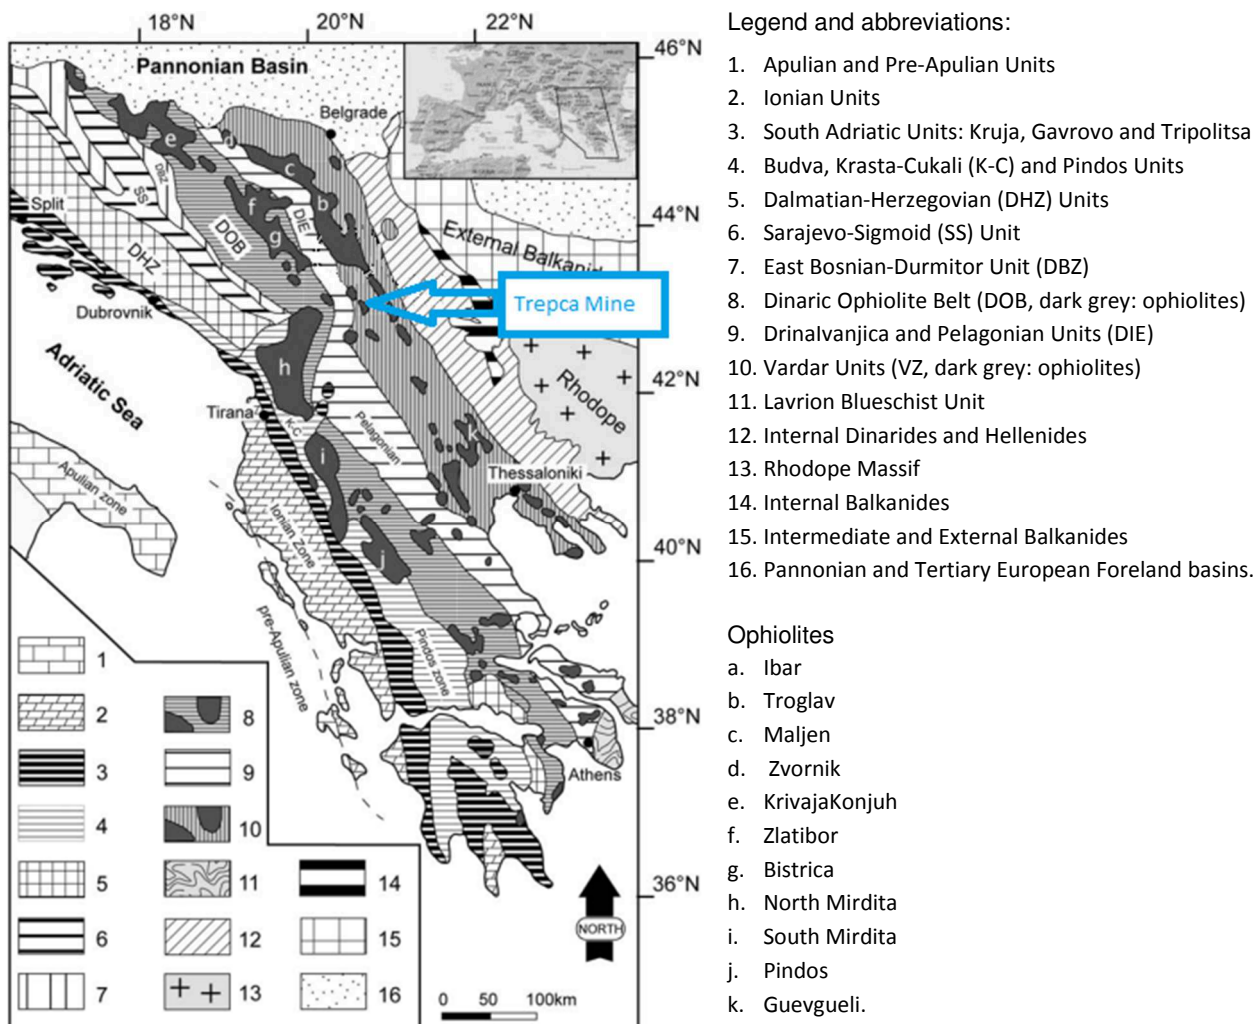 18°N 20°N 22°N
46°N
Pannonian Basin
Belgrade
e
d
c
b
DBZ
SS
Split
f
DIE
g
DOB
44°N
External Balkanid
DHZ
Dubrovnik
Trepca Mine
Adriatic Sea
h
42°N
Rhodope
Tirana
K-C
Pelagonian
k
i
Thessaloniki
Apulian zone
Ionian Zone
j
40°N
pre-Apulian zone
Pindos zone
38°N
Athens
36°N
NORTH
0 50 100km
1
2
3
4
5
6
7
8
9
10
11
12
13
14
15
16
Legend and abbreviations:
1. Apulian and Pre-Apulian Units
2. Ionian Units
3. South Adriatic Units: Kruja, Gavrovo and Tripolitsa
4. Budva, Krasta-Cukali (K-C) and Pindos Units
5. Dalmatian-Herzegovian (DHZ) Units
6. Sarajevo-Sigmoid (SS) Unit
7. East Bosnian-Durmitor Unit (DBZ)
8. Dinaric Ophiolite Belt (DOB, dark grey: ophiolites)
9. DrinaIvanjica and Pelagonian Units (DIE)
10. Vardar Units (VZ, dark grey: ophiolites)
11. Lavrion Blueschist Unit
12. Internal Dinarides and Hellenides
13. Rhodope Massif
14. Internal Balkanides
15. Intermediate and External Balkanides
16. Pannonian and Tertiary European Foreland basins.
Ophiolites
a. Ibar
b. Troglav
c. Maljen
d. Zvornik
e. KrivajaKonjuh
f. Zlatibor
g. Bistrica
h. North Mirdita
i. South Mirdita
j. Pindos
k. Guevgueli.